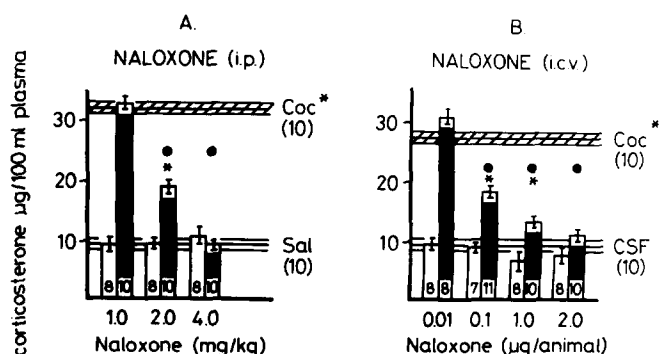 A.
NALOXONE (i.p.)
corticosterone µg/100 ml plasma
30
20
10
Coc *
(10)
Sal
(10)
*
8 10 8 10 8 10
1.0 2.0 4.0
Naloxone (mg/kg)
B.
NALOXONE (i.c.v.)
30
20
10
Coc *
(10)
CSF
(10)
* *
8 8 7 11 8 10 8 10
0.01 0.1 1.0 2.0
Naloxone (µg/animal)